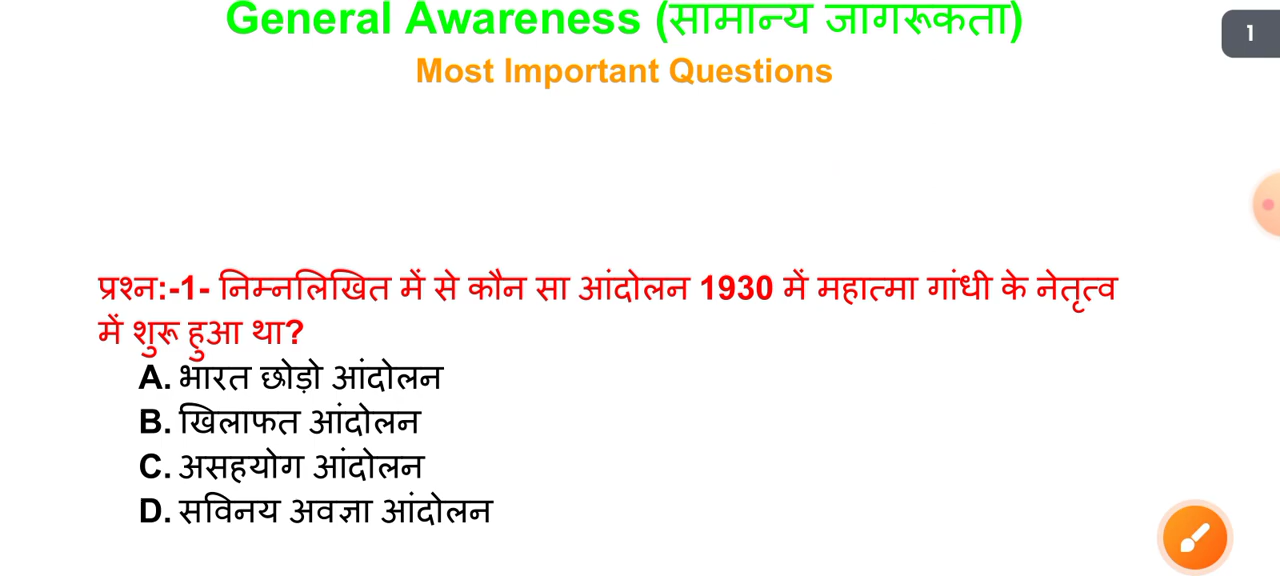 General Awareness (सामान्य जागरूकता)
1
Most Important Questions
प्रश्न:-1- निम्नलिखित में से कौन सा आंदोलन 1930 में महात्मा गांधी के नेतृत्व
में शुरू हुआ था?
A. भारत छोड़ो आंदोलन
B. खिलाफत आंदोलन
C. असहयोग आंदोलन
D. सविनय अवज्ञा आंदोलन